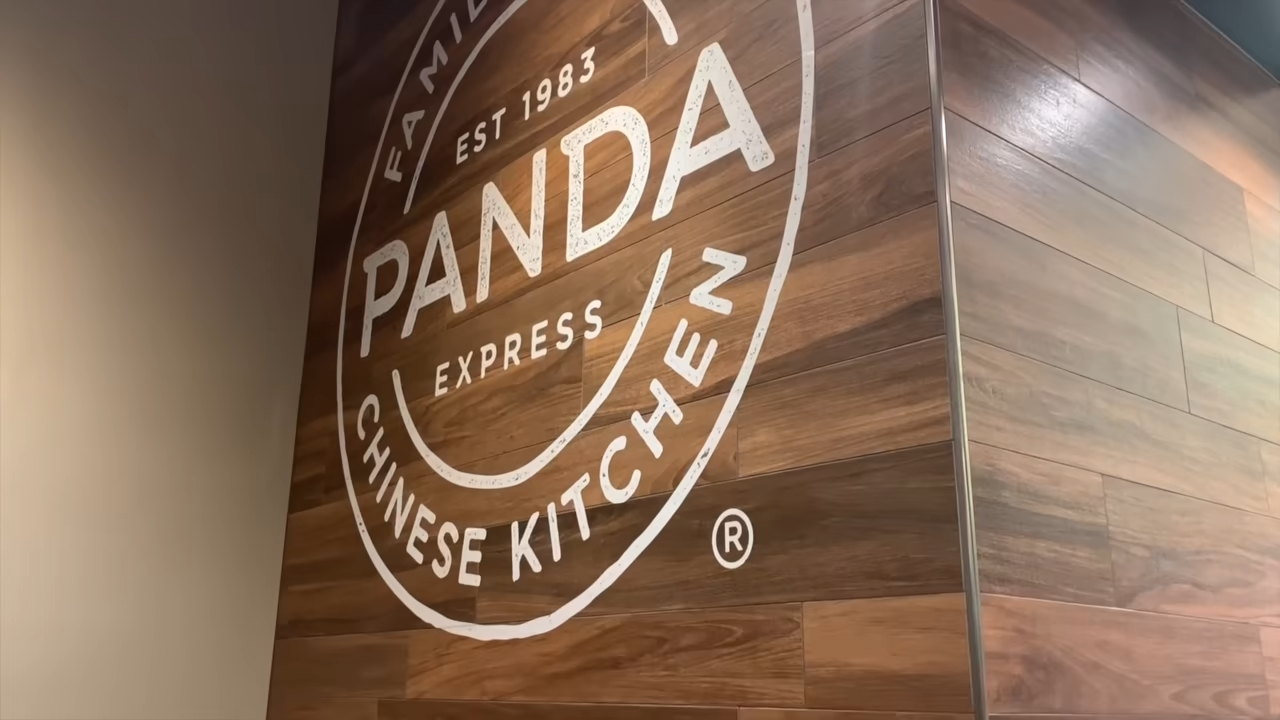 EST 1983
PANDA
EXPRESS
CHINESE KITCHEN
®